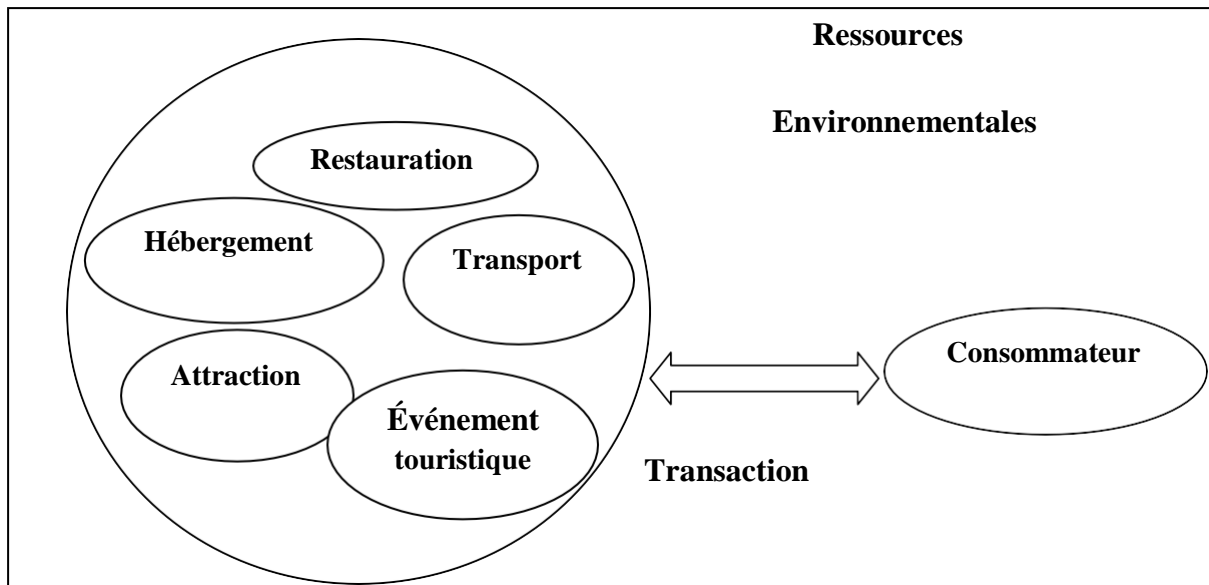 Ressources
Environnementales
Restauration
Hébergement
Transport
Attraction
Événement
touristique
Consommateur
Transaction